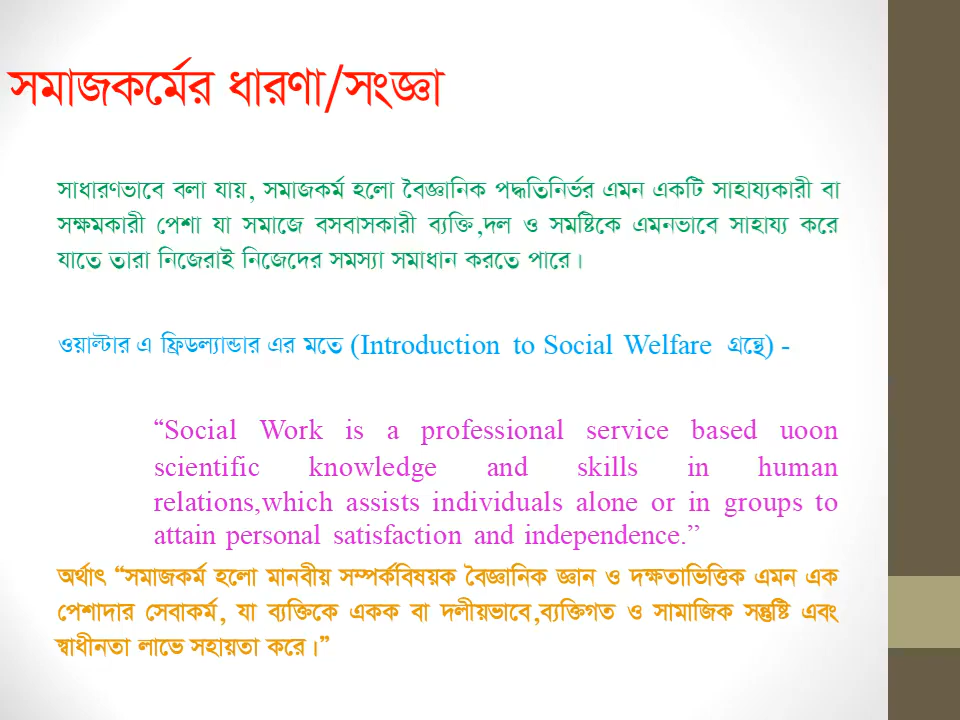 সমাজকর্মের ধারণা/সংজ্ঞা
সাধারণভাবে বলা যায়, সমাজকর্ম হলো বৈজ্ঞানিক পদ্ধতিনির্ভর এমন একটি সাহায্যকারী বা
সক্ষমকারী পেশা যা সমাজে বসবাসকারী ব্যক্তি,দল ও সমষ্টিকে এমনভাবে সাহায্য করে
যাতে তারা নিজেরাই নিজেদের সমস্যা সমাধান করতে পারে।
ওয়াল্টার এ ফ্রিডল্যান্ডার এর মতে (Introduction to Social Welfare গ্রন্থে) -
“Social Work is a professional service based uoon
scientific knowledge and skills in human
relations,which assists individuals alone or in groups to
attain personal satisfaction and independence.”
অর্থাৎ “সমাজকর্ম হলো মানবীয় সম্পর্কবিষয়ক বৈজ্ঞানিক জ্ঞান ও দক্ষতাভিত্তিক এমন এক
পেশাদার সেবাকর্ম, যা ব্যক্তিকে একক বা দলীয়ভাবে,ব্যক্তিগত ও সামাজিক সন্তুষ্টি এবং
স্বাধীনতা লাভে সহায়তা করে।”